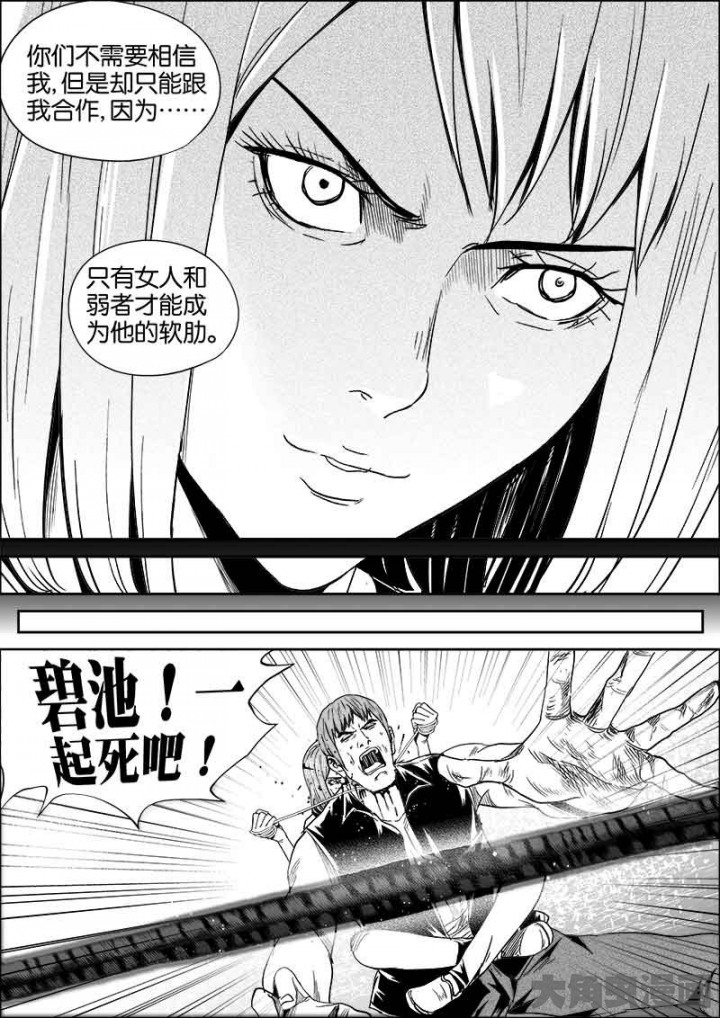 你们不需要相信
我,但是却只能跟
我合作,因为……
只有女人和
弱者才能成
为他的软肋。
碧池！一
起死吧！
大角虫漫画